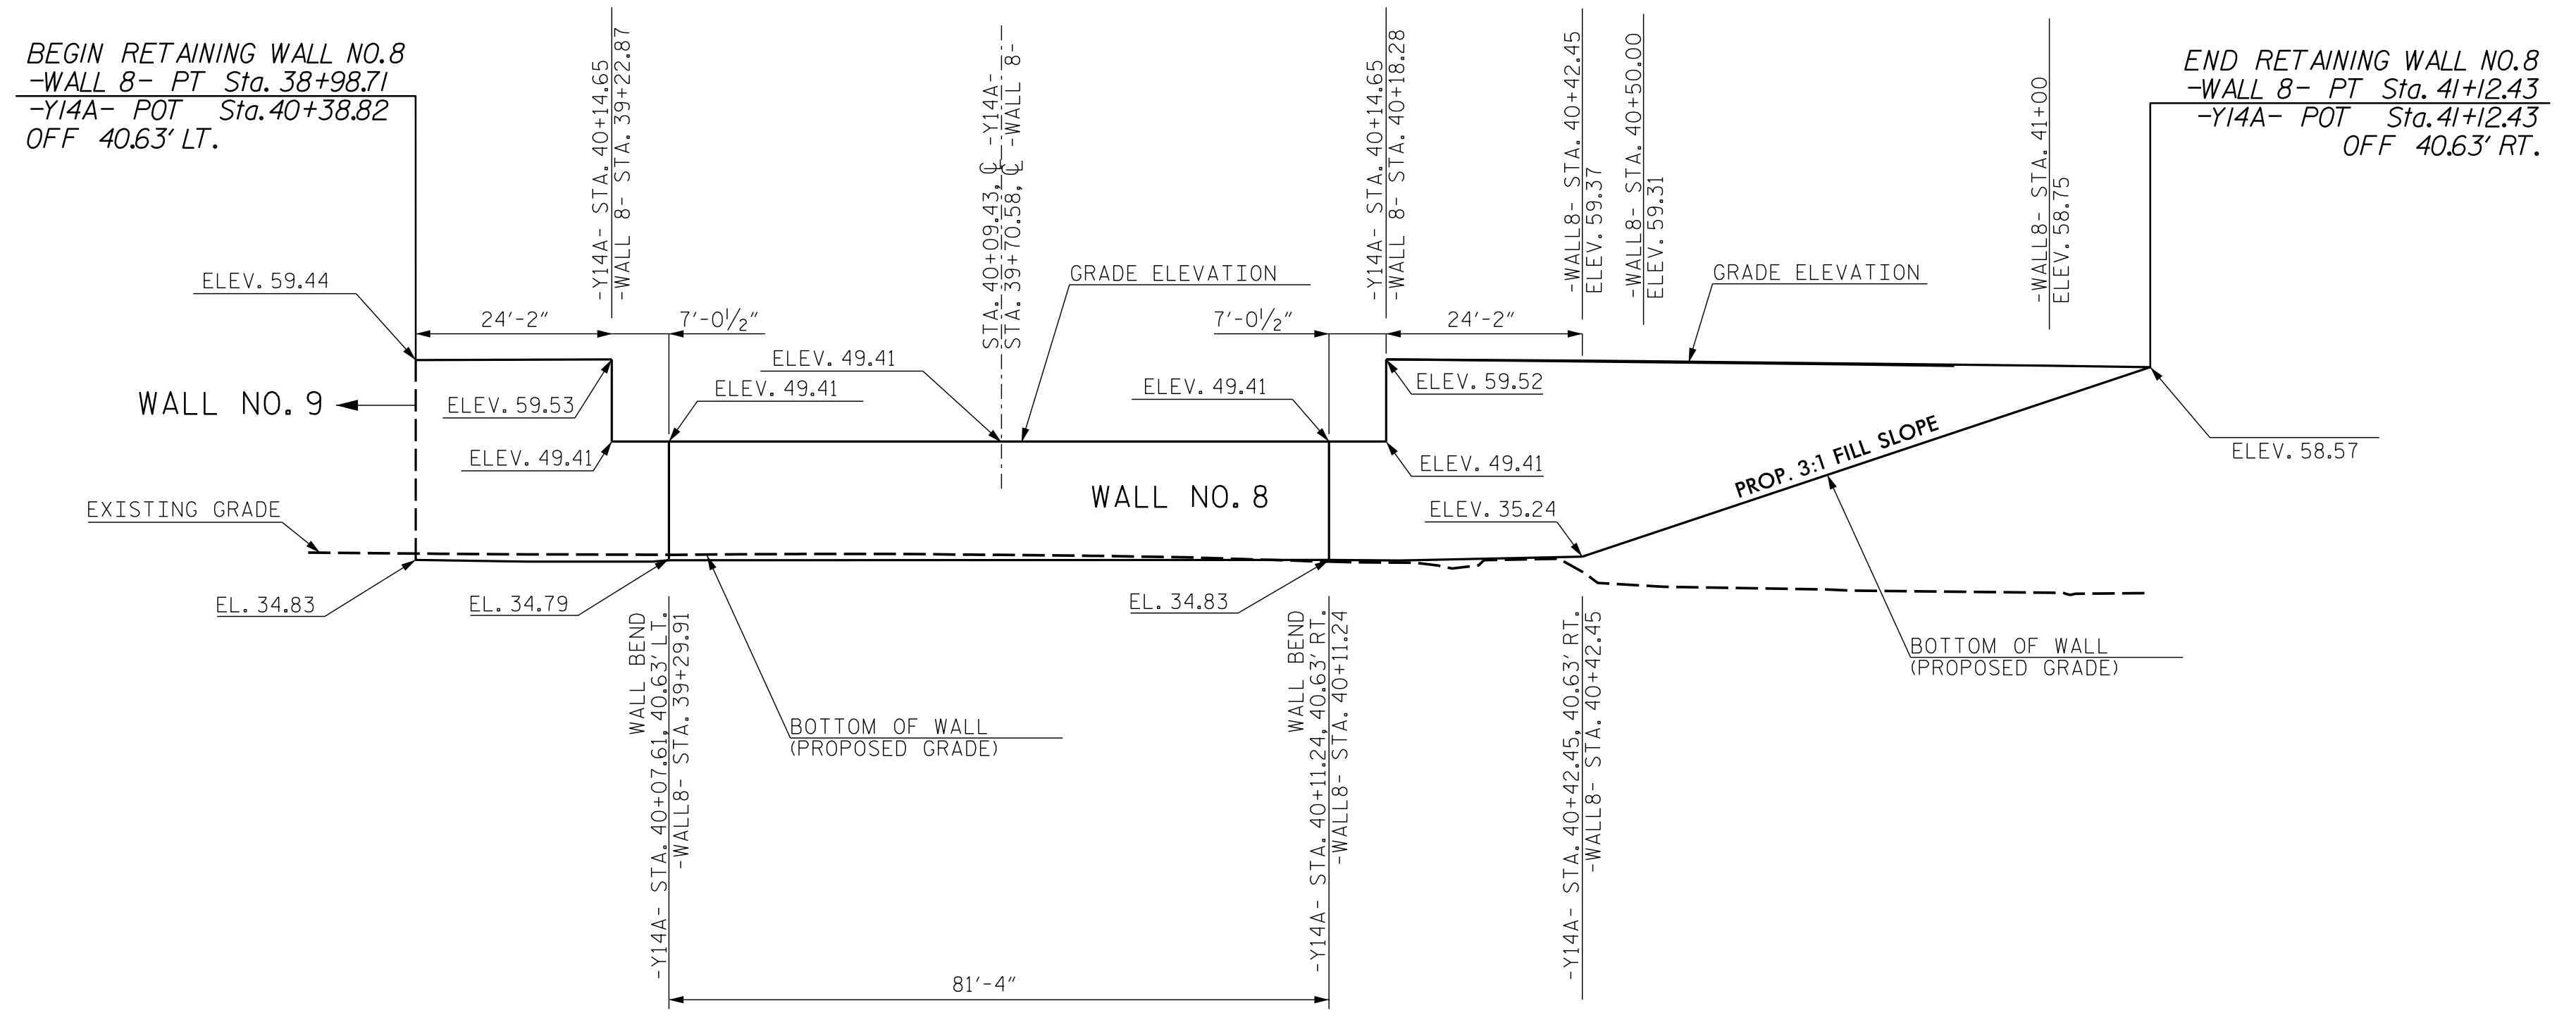 BEGIN RETAINING WALL NO.8
-WALL 8- PT Sta. 38+98.71
-Y14A- POT Sta.40+38.82
OFF 40.63' LT.
-Y14A- STA. 40+14.65
-WALL 8- STA. 39+22.87
STA. 40+09.43, ℄ -Y14A-
STA. 39+70.58, ℄ -WALL 8-
-Y14A- STA. 40+14.65
-WALL 8- STA. 40+18.28
-WALL8- STA. 40+42.45
ELEV. 59.37
-WALL8- STA. 40+50.00
ELEV. 59.31
-WALL8- STA. 41+00
ELEV. 58.75
END RETAINING WALL NO.8
-WALL 8- PT Sta. 41+12.43
-Y14A- POT Sta.41+12.43
OFF 40.63' RT.
ELEV. 59.44
GRADE ELEVATION
GRADE ELEVATION
24'-2"
7'-0½"
7'-0½"
24'-2"
ELEV. 49.41
ELEV. 49.41
ELEV. 49.41
ELEV. 59.52
WALL NO. 9
ELEV. 59.53
ELEV. 49.41
ELEV. 49.41
PROP. 3:1 FILL SLOPE
ELEV. 58.57
WALL NO. 8
EXISTING GRADE
ELEV. 35.24
EL. 34.83
EL. 34.79
EL. 34.83
WALL BEND
-Y14A- STA. 40+07.61, 40.63' LT.
-WALL8- STA. 39+29.91
WALL BEND
-Y14A- STA. 40+11.24, 40.63' RT.
-WALL8- STA. 40+11.24
-Y14A- STA. 40+42.45, 40.63' RT.
-WALL8- STA. 40+42.45
BOTTOM OF WALL
(PROPOSED GRADE)
BOTTOM OF WALL
(PROPOSED GRADE)
81'-4"